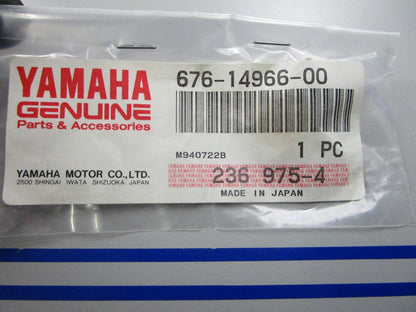 YAMAHA
GENUINE
Parts & Accessories
676-14966-00
M940722B
1 PC
YAMAHA MOTOR CO.,LTD.
2500 SHINGAI IWATA SHIZUOKA JAPAN
236 975-4
MADE IN JAPAN